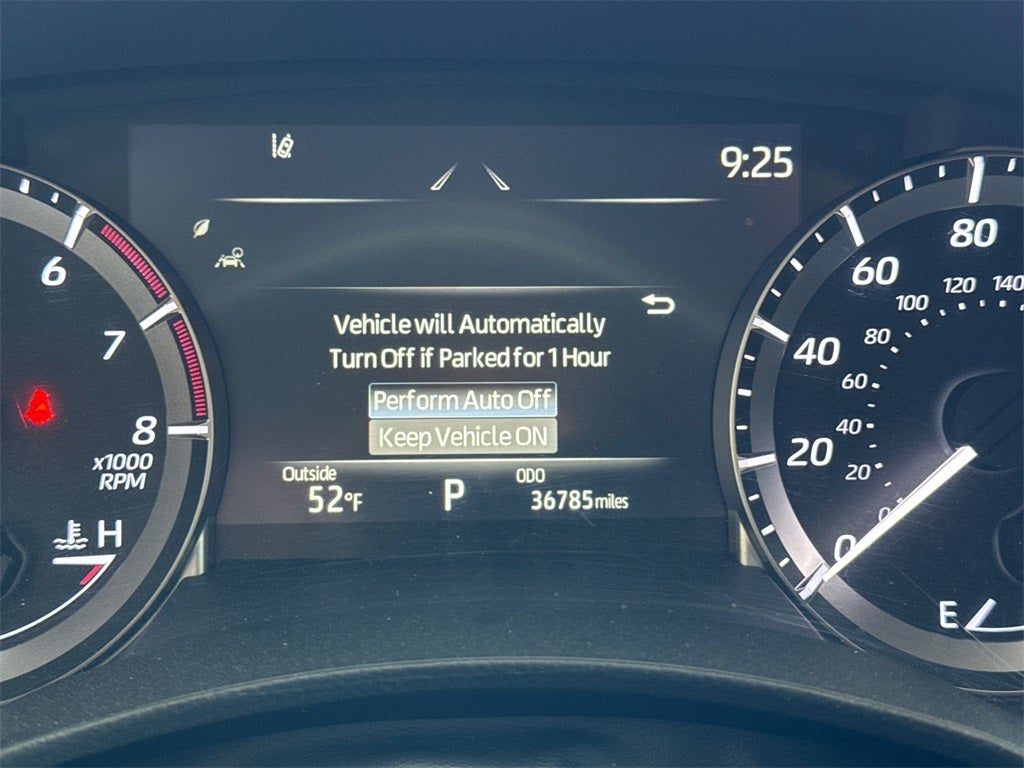 9:25
Vehicle will Automatically
Turn Off if Parked for 1 Hour
Perform Auto Off
Keep Vehicle ON
Outside
52°F
P
ODO
36785 miles
6
7
8
x1000
RPM
H
0
20
40
60
80
0
20
40
60
80
100
120
140
E